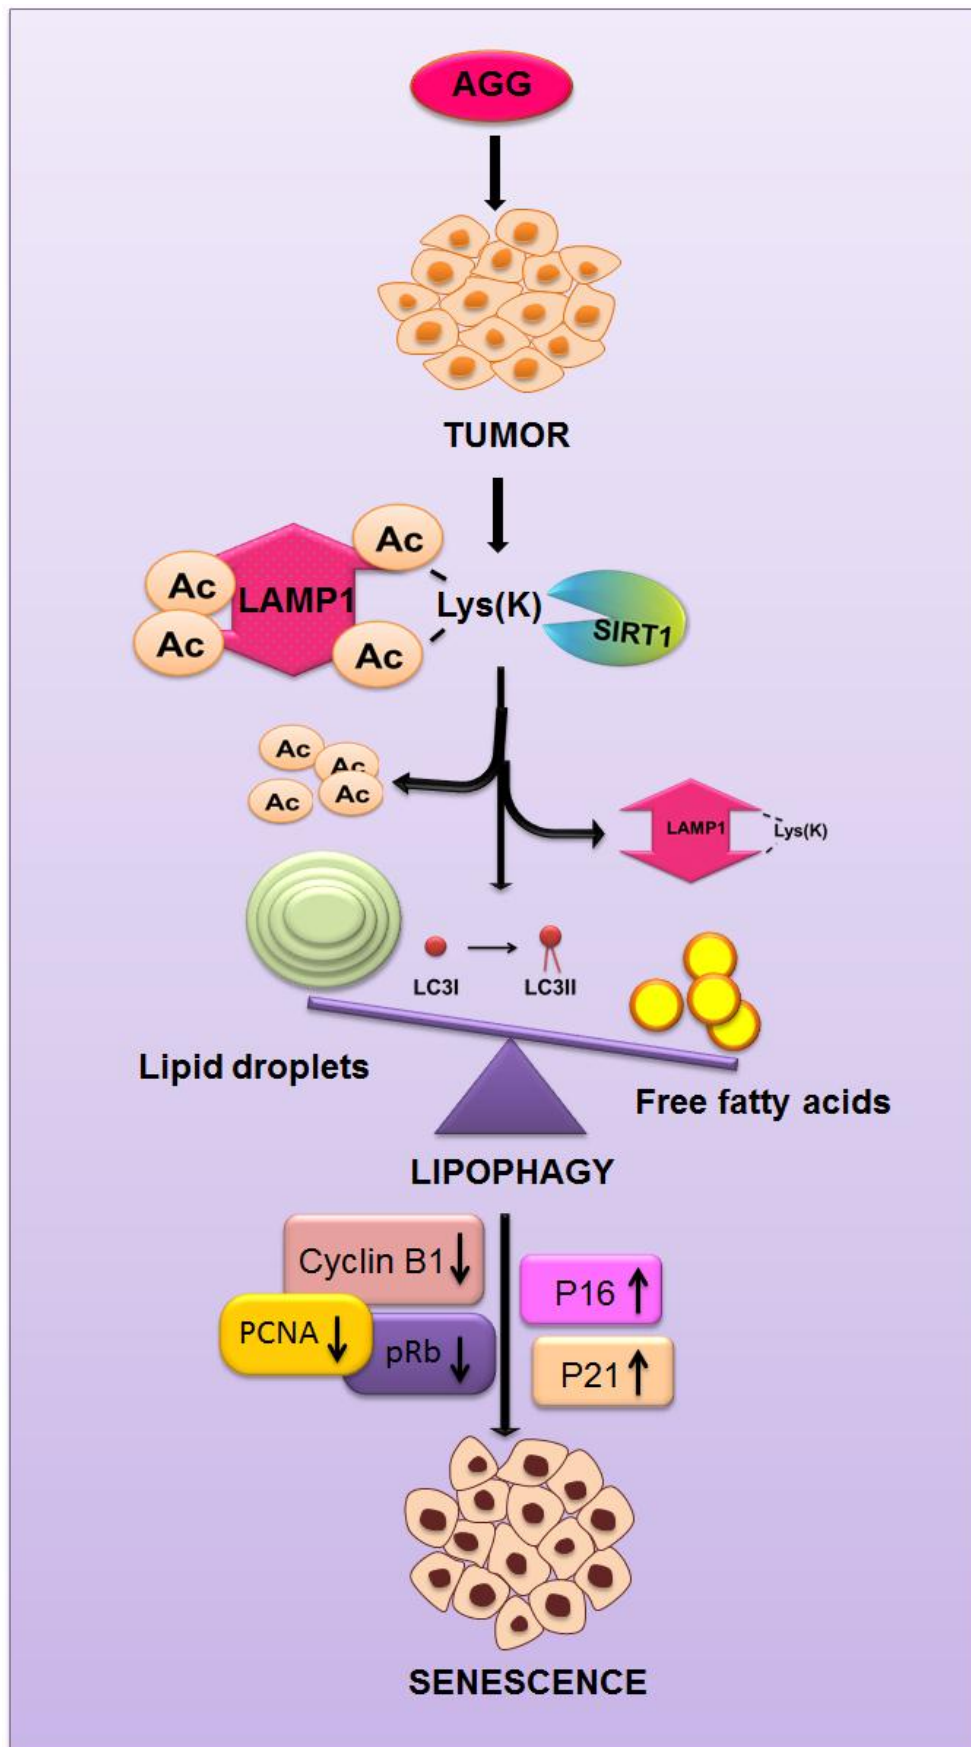 AGG
TUMOR
Ac
Ac
LAMP1
Ac
Ac
Lys(K)
SIRT1
Ac
Ac
Ac
Ac
LAMP1
Lys(K)
LC3I
LC3II
Lipid droplets
Free fatty acids
LIPOPHAGY
Cyclin B1
P16
PCNA
pRb
P21
SENESCENCE